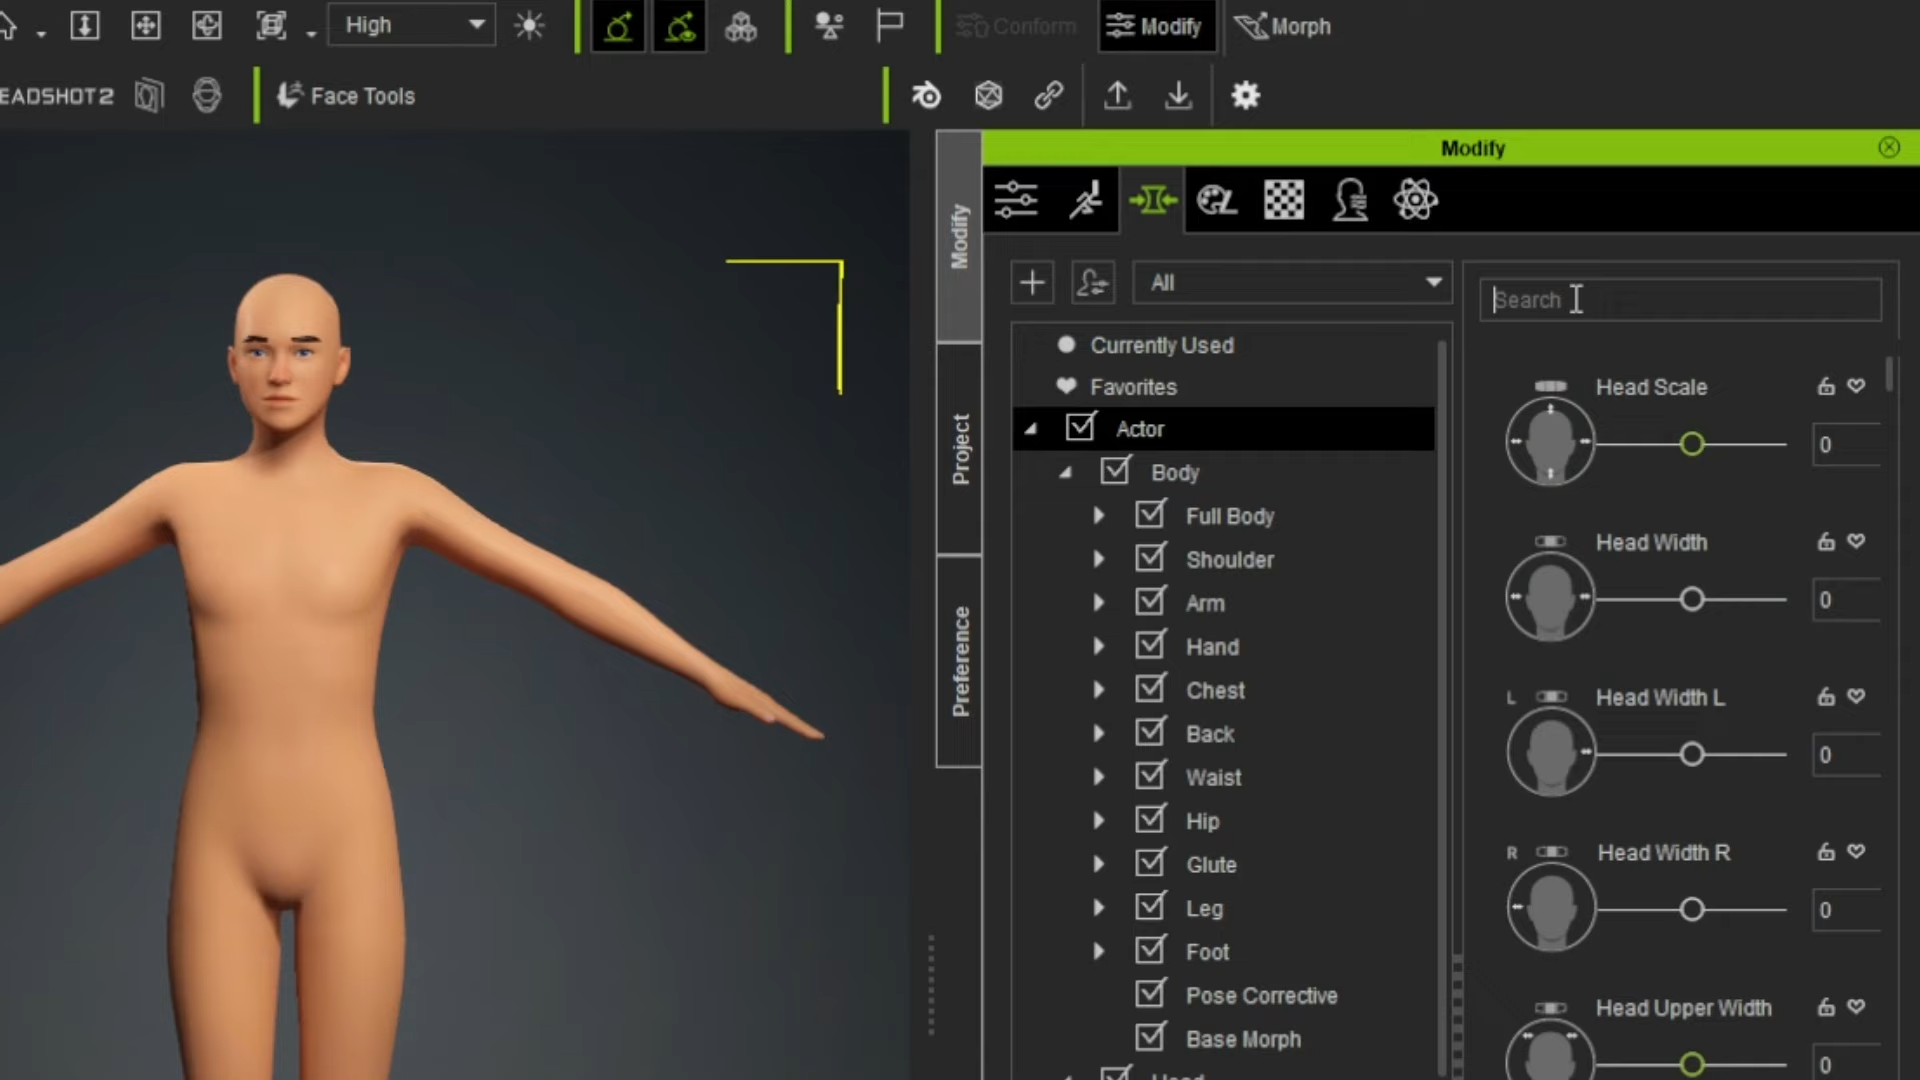 High
Conform
Modify
Morph
EADSHOT2
Face Tools
Modify
Modify
Project
Preference
All
Search
Currently Used
Favorites
Actor
Body
Full Body
Shoulder
Arm
Hand
Chest
Back
Waist
Hip
Glute
Leg
Foot
Pose Corrective
Base Morph
Head
Head Scale
0
Head Width
0
L
Head Width L
0
R
Head Width R
0
Head Upper Width
0